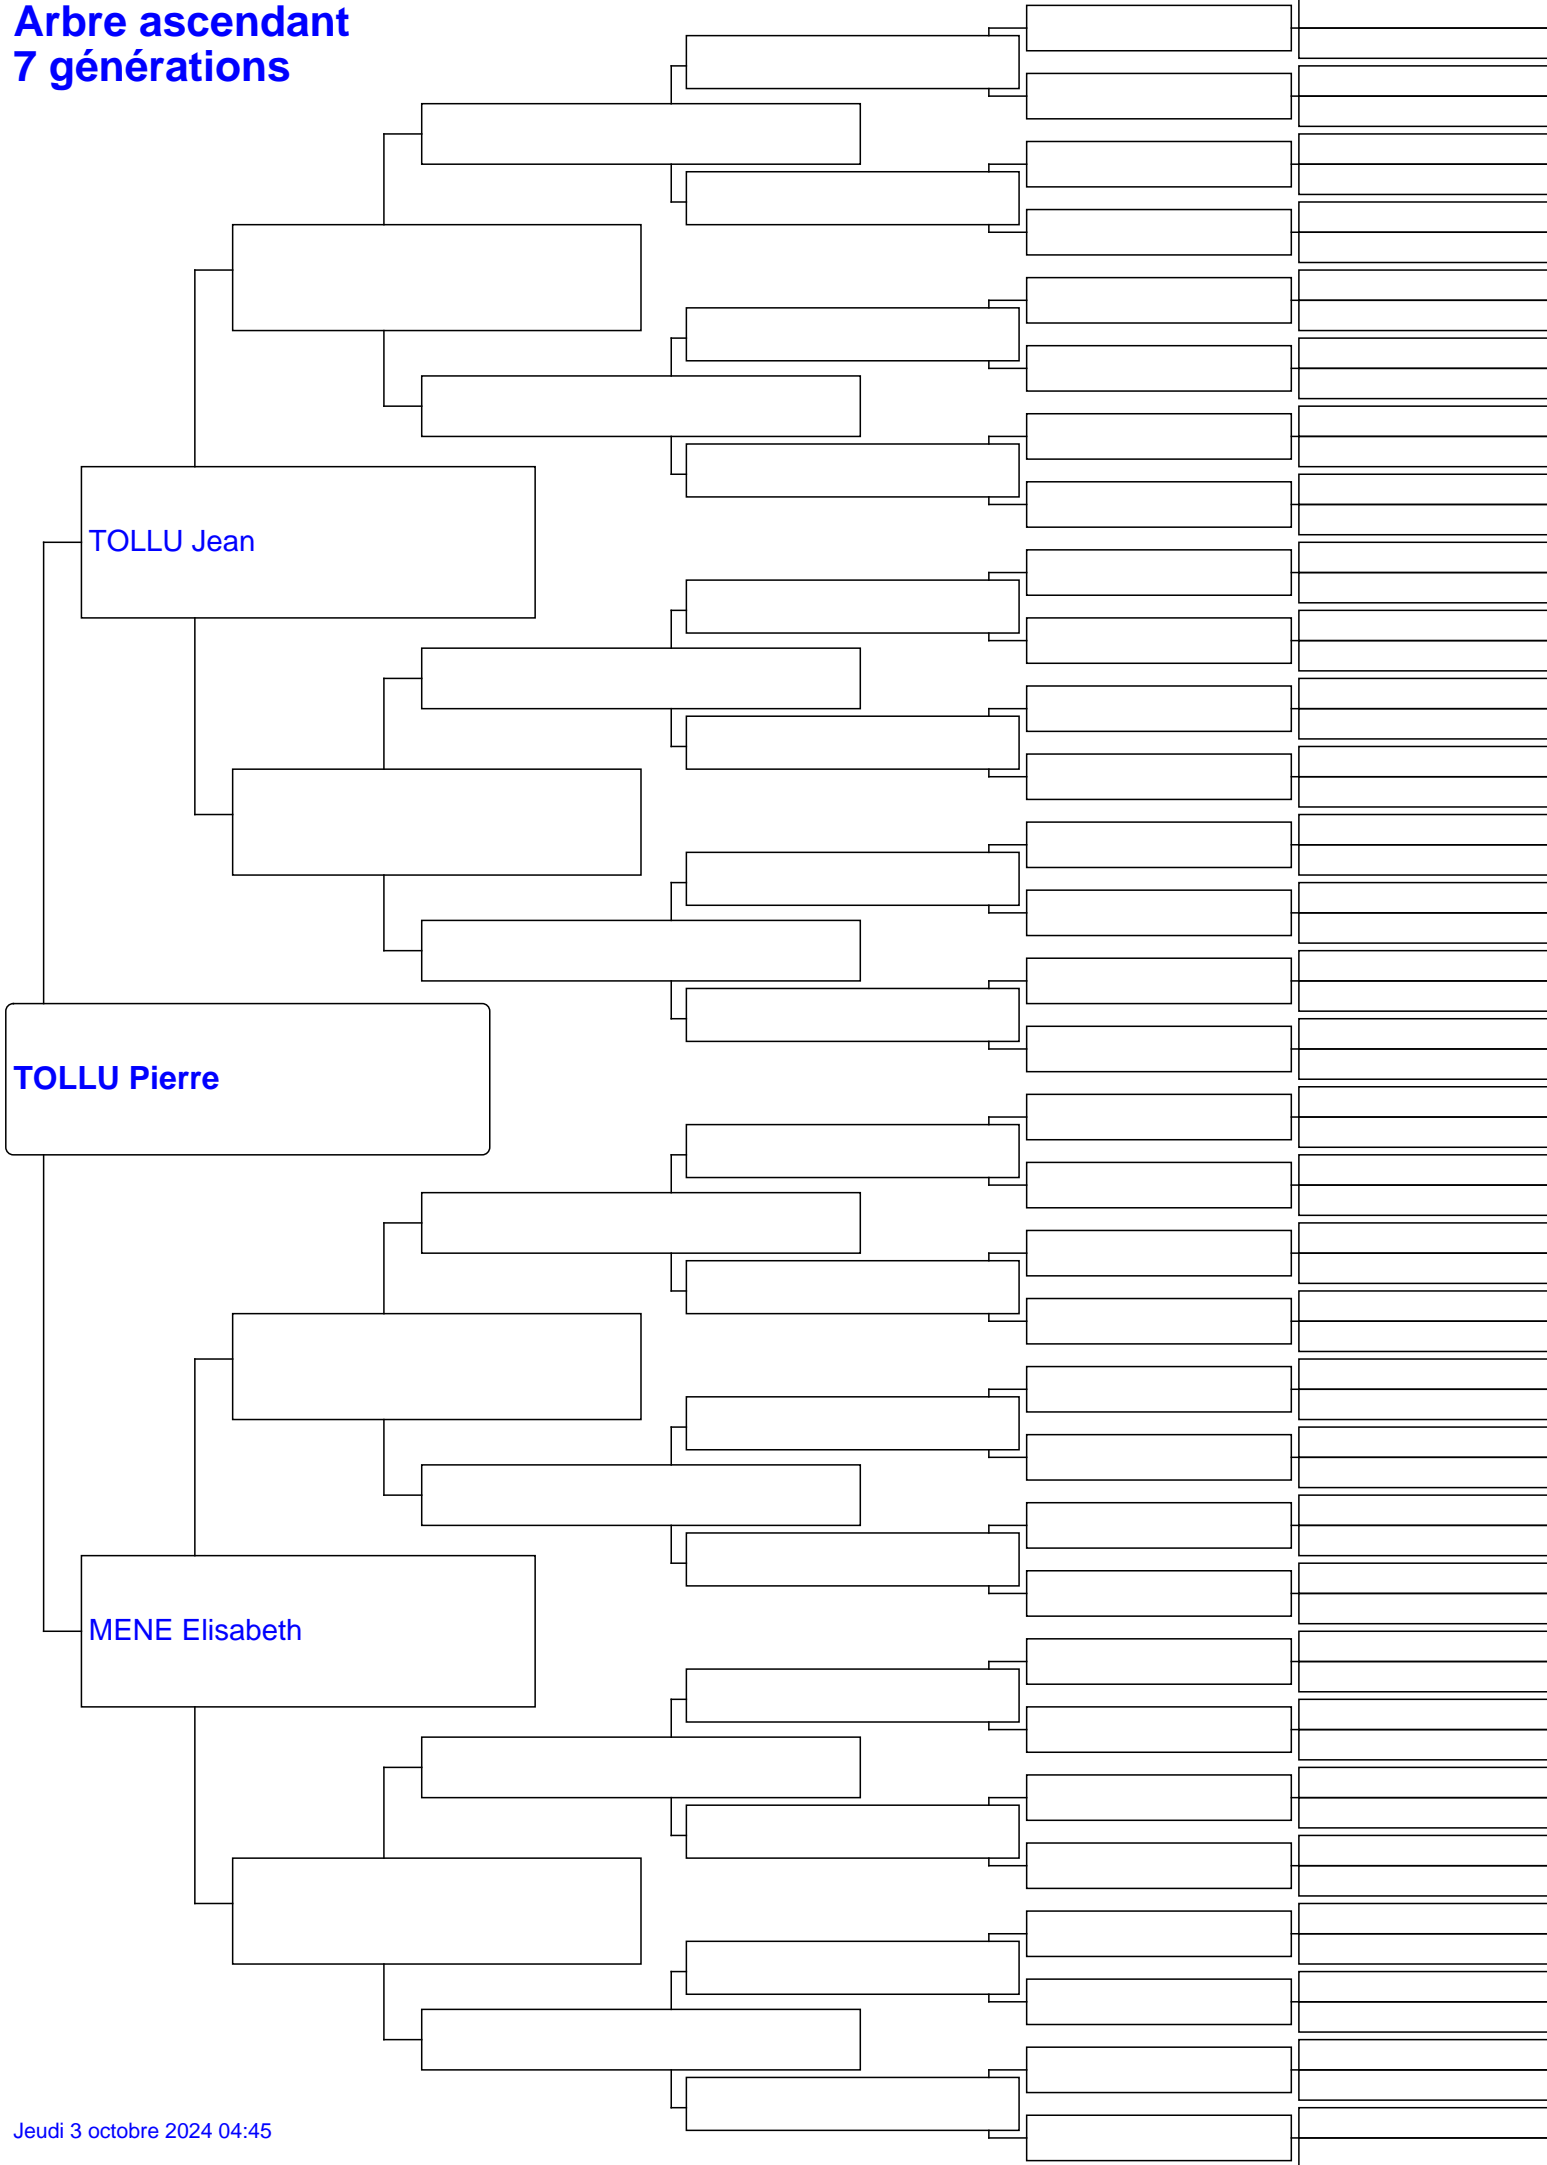 Arbre ascendant
7 générations
TOLLU Jean
TOLLU Pierre
MENE Elisabeth
Jeudi 3 octobre 2024 04:45